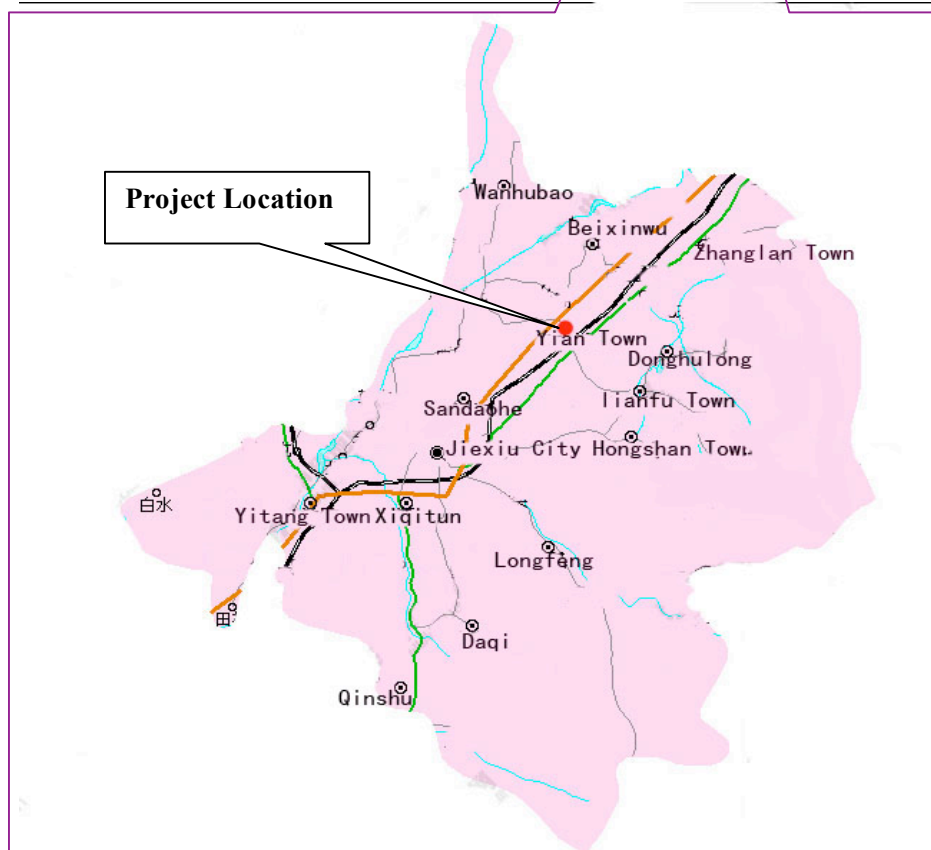 Project Location
Wanhubao
Beixinwu
Zhanglan Town
Yian Town
Donghulong
lianfu Town
Sandaohe
Jiexiu City
Hongshan Town
白水
Yitang Town
Xiqitun
Longfeng
田
Daqi
Qinshu